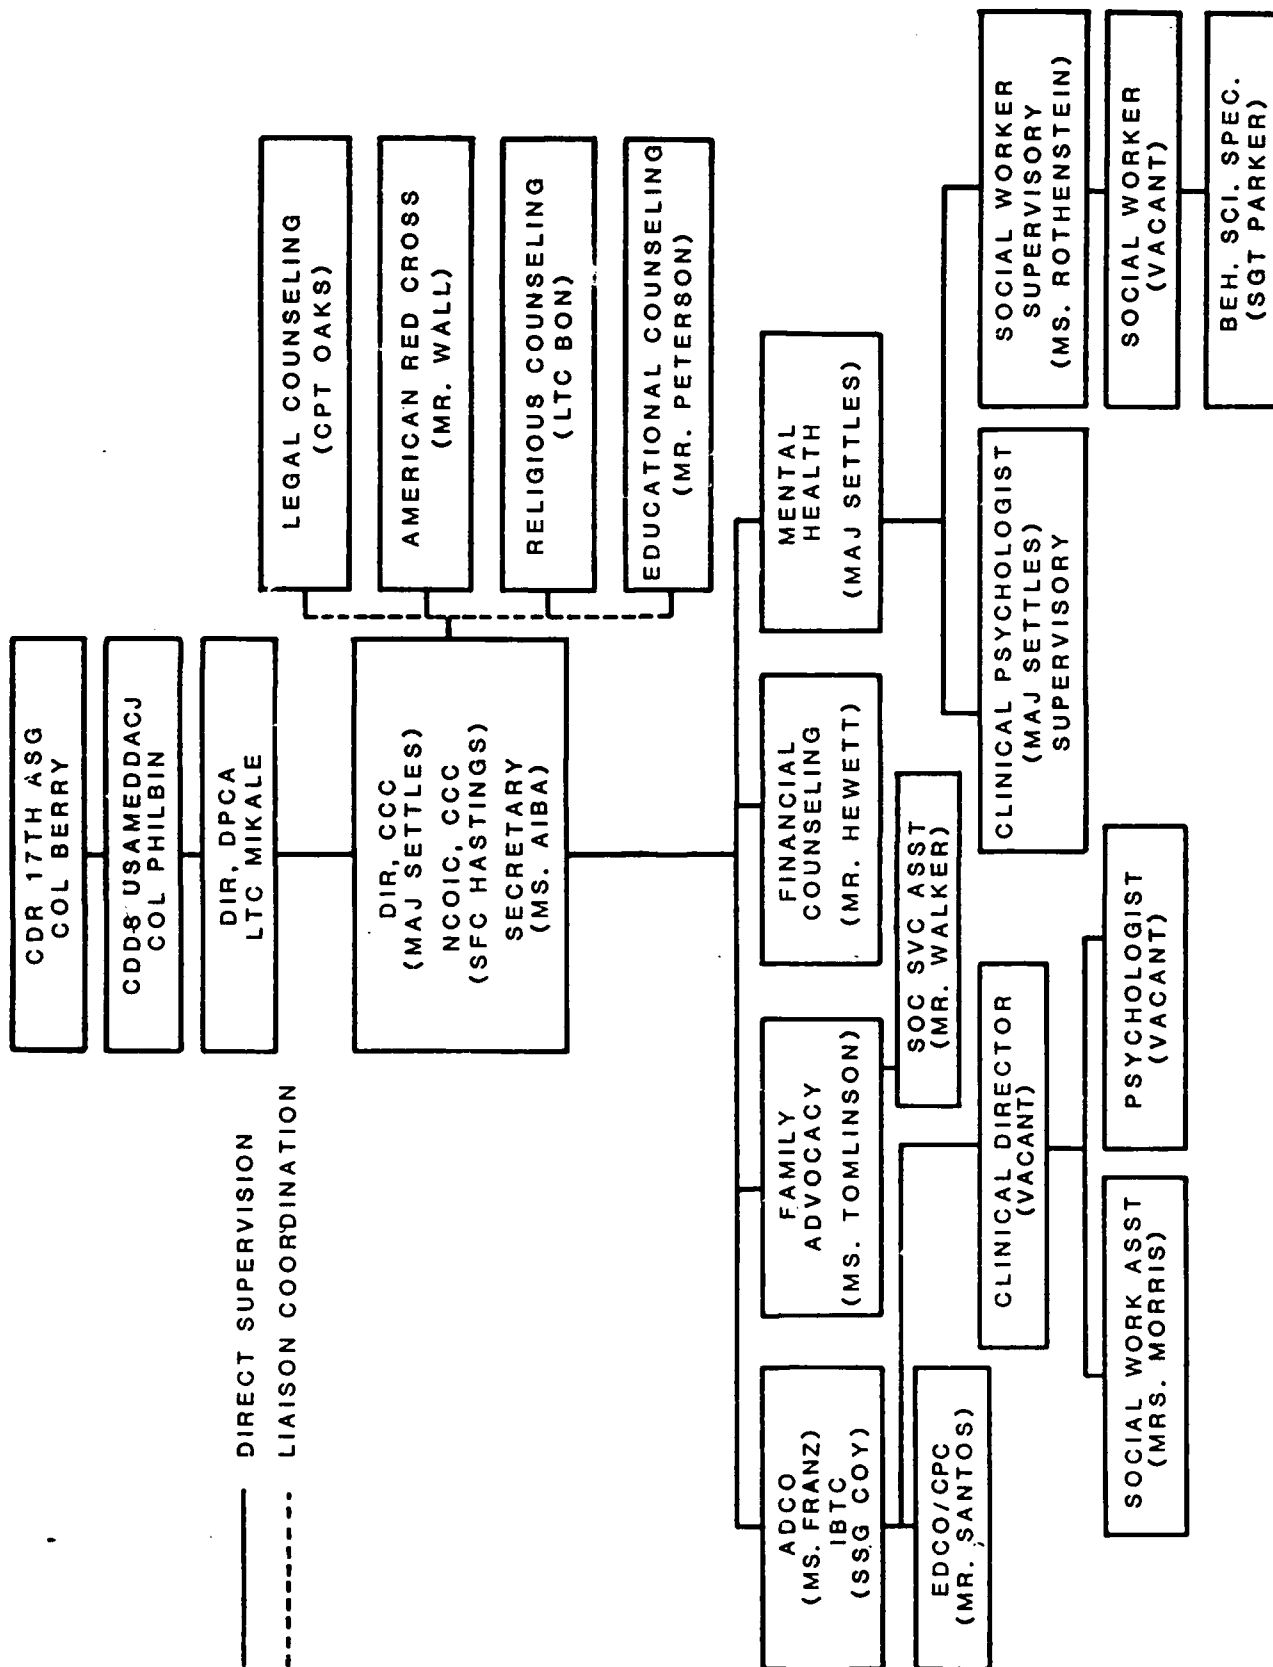 CDR 17TH ASG
COL BERRY
CDDS USAMEDDACJ
COL PHILBIN
DIR, DPCA
LTC MIKALE
DIRECT SUPERVISION
LIAISON COORDINATION
DIR, CCC
(MAJ SETTLES)
NCOIC, CCC
(SFC HASTINGS)
SECRETARY
(MS. AIBA)
LEGAL COUNSELING
(CPT OAKS)
AMERICAN RED CROSS
(MR. WALL)
RELIGIOUS COUNSELING
(LTC BON)
EDUCATIONAL COUNSELING
(MR. PETERSON)
ADCO
(MS. FRANZ)
IBTC
(SSG COY)
FAMILY
ADVOCACY
(MS. TOMLINSON)
FINANCIAL
COUNSELING
(MR. HEWETT)
MENTAL
HEALTH
(MAJ SETTLES)
EDCO/CPC
(MR. SANTOS)
SOC SVC ASST
(MR. WALKER)
CLINICAL DIRECTOR
(VACANT)
CLINICAL PSYCHOLOGIST
(MAJ SETTLES)
SUPERVISORY
SOCIAL WORKER
SUPERVISORY
(MS. ROTHENSTEIN)
SOCIAL WORK ASST
(MRS. MORRIS)
PSYCHOLOGIST
(VACANT)
SOCIAL WORKER
(VACANT)
BEH. SCI. SPEC.
(SGT PARKER)